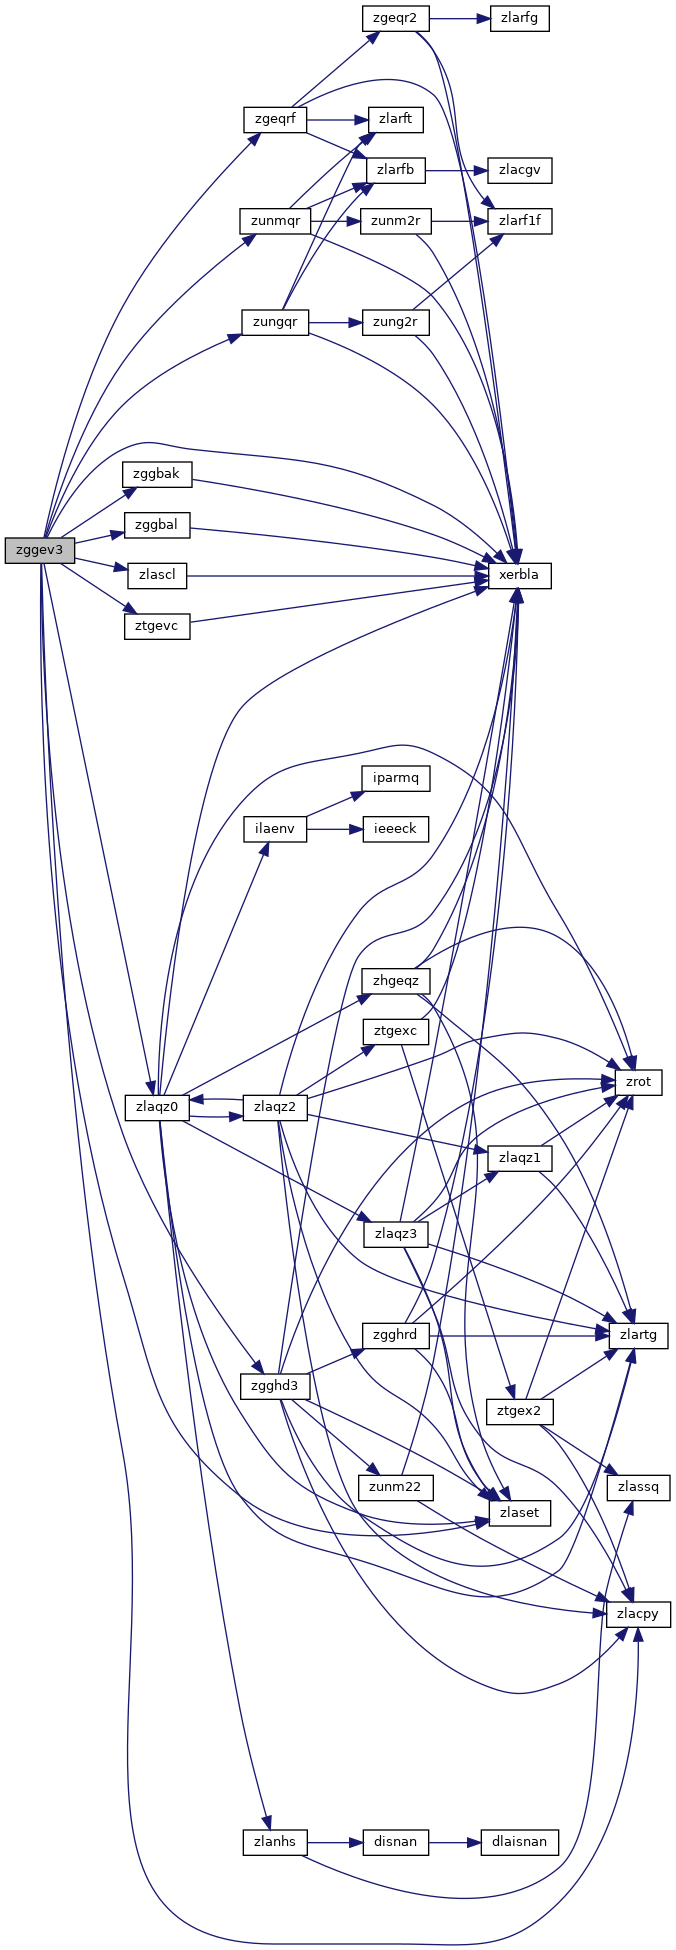 zgeqr2
zlarfg
zgeqrf
zlarft
zlarfb
zlacgv
zunmqr
zunm2r
zlarf1f
zungqr
zung2r
zggbak
zggbal
zggev3
zlascl
xerbla
ztgevc
iparmq
ilaenv
ieeeck
zhgeqz
ztgexc
zrot
zlaqz0
zlaqz2
zlaqz1
zlaqz3
zgghrd
zlartg
zgghd3
ztgex2
zunm22
zlassq
zlaset
zlacpy
zlanhs
disnan
dlaisnan